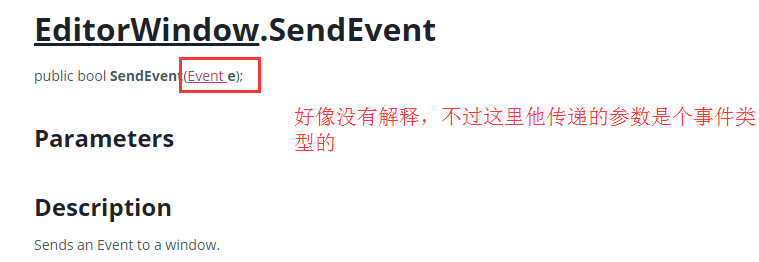 EditorWindow.SendEvent
public bool SendEvent(Event e);
好像没有解释，不过这里他传递的参数是个事件类
型的
Parameters
Description
Sends an Event to a window.